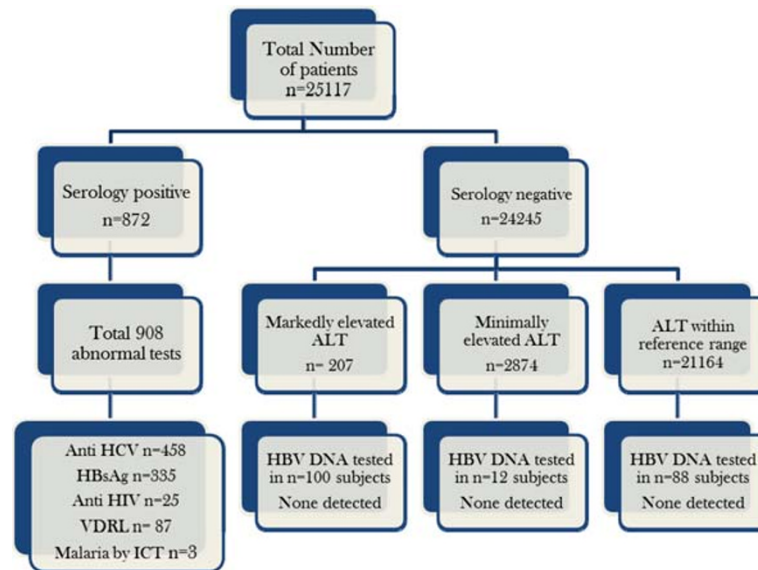 Total Number
of patients
n=25117
Serology positive
n=872
Serology negative
n=24245
Total 908
abnormal tests
Markedly elevated
ALT
n= 207
Minimally
elevated ALT
n=2874
ALT within
reference range
n=21164
Anti HCV n=458
HBsAg n=335
Anti HIV n=25
VDRL n= 87
Malaria by ICT n=3
HBV DNA tested
in n=100 subjects
None detected
HBV DNA tested
in n=12 subjects
None detected
HBV DNA tested
in n=88 subjects
None detected